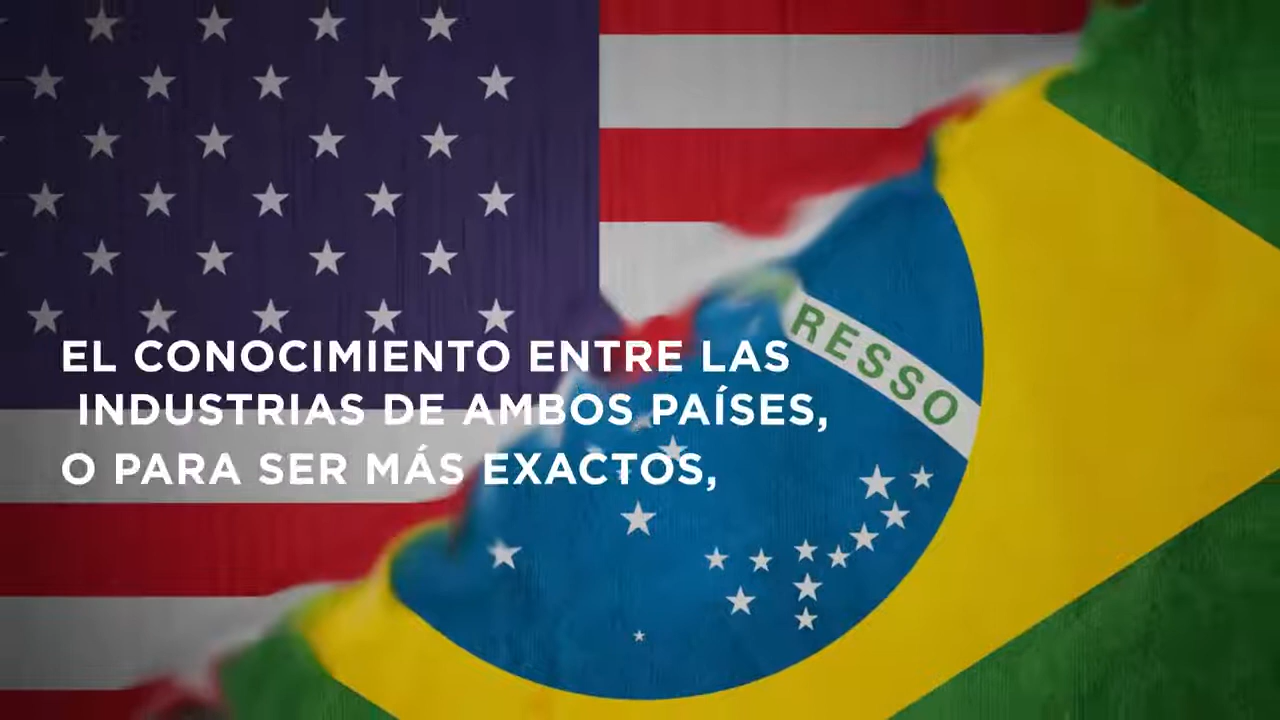 EL CONOCIMIENTO ENTRE LAS
INDUSTRIAS DE AMBOS PAÍSES,
O PARA SER MÁS EXACTOS,
RESSO